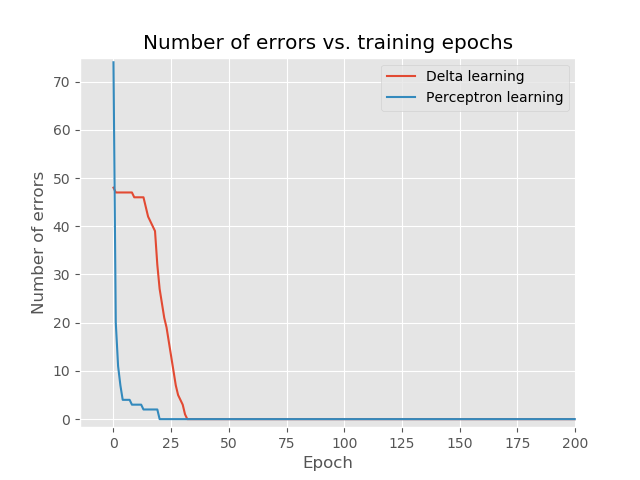 Number of errors vs. training epochs
Delta learning
Perceptron learning
70
60
50
40
30
20
10
0
Number of errors
0 25 50 75 100 125 150 175 200
Epoch